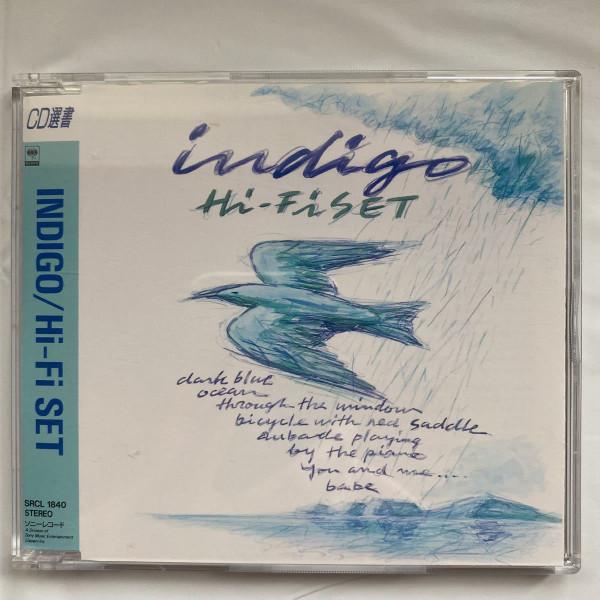 CD選書
INDIGO/Hi-Fi SET
SRCL 1840
STEREO
ソニーレコード
indigo
Hi-FiSET
dark blue
ocean
through the window
bicycle with red saddle
aubade playing
by the piano
you and me....
babe